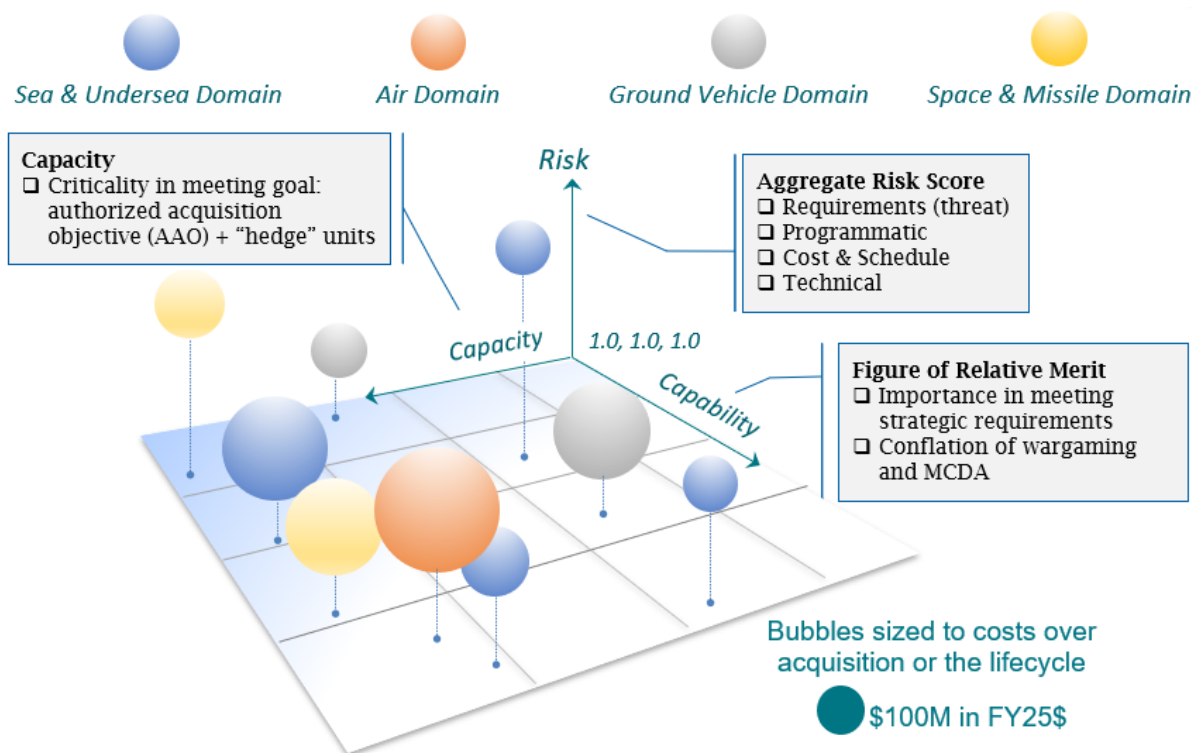 Sea & Undersea Domain
Air Domain
Ground Vehicle Domain
Space & Missile Domain
Capacity
❑ Criticality in meeting goal:
authorized acquisition
objective (AAO) + “hedge” units
Risk
Aggregate Risk Score
❑ Requirements (threat)
❑ Programmatic
❑ Cost & Schedule
❑ Technical
Capacity
1.0, 1.0, 1.0
Capability
Figure of Relative Merit
❑ Importance in meeting
strategic requirements
❑ Conflation of wargaming
and MCDA
Bubbles sized to costs over
acquisition or the lifecycle
$100M in FY25$